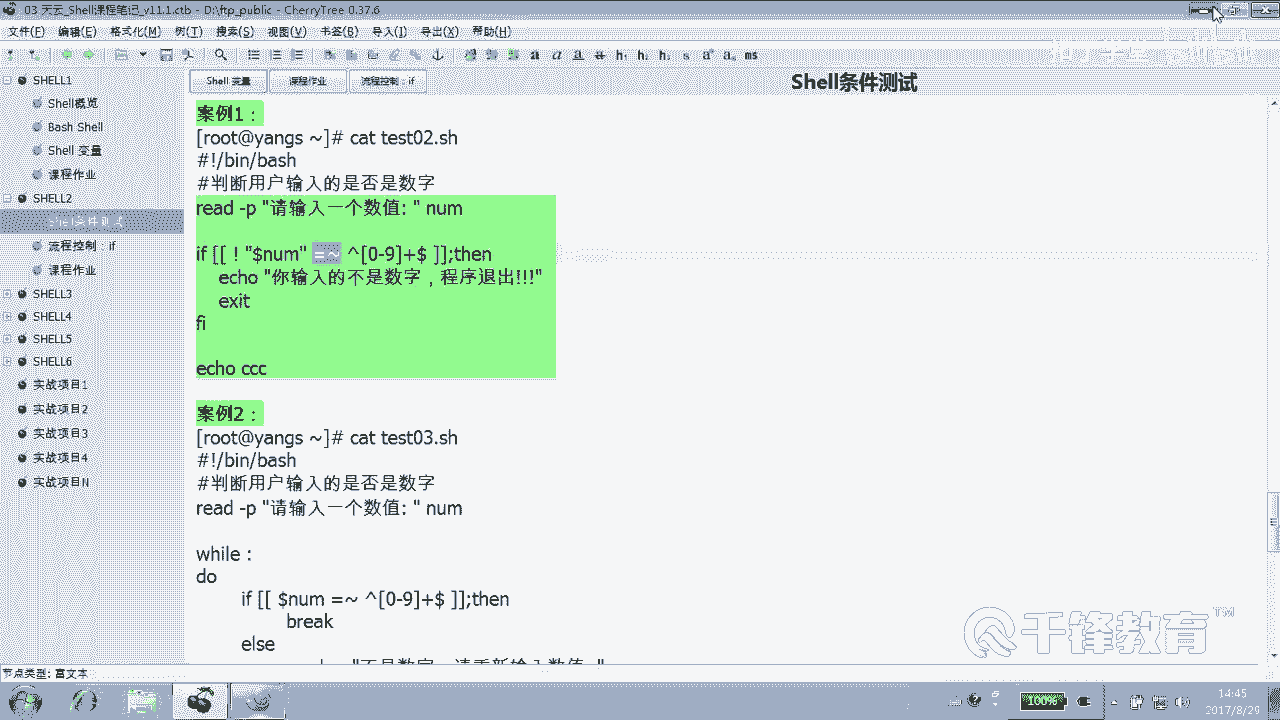 03_天云_Shell课程笔记_v11.1.ctb - D:\ftp_public - CherryTree 0.37.6
文件(F) 编辑(E) 格式化(M) 树(T) 搜索(S) 视图(V) 书签(B) 导入(I) 导出(X) 帮助(H)
SHELL1
Shell概览
Bash Shell
Shell 变量
课程作业
SHELL2
Shell条件测试
流程控制：if
课程作业
SHELL3
SHELL4
SHELL5
SHELL6
实战项目1
实战项目2
实战项目3
实战项目4
实战项目N
Shell 变量 课程作业 流程控制：if
Shell条件测试
案例1：
[root@yangs ~]# cat test02.sh
#!/bin/bash
#判断用户输入的是否是数字
read -p "请输入一个数值: " num
if [[ ! "$num" =~ ^[0-9]+$ ]];then
echo "你输入的不是数字，程序退出!!!"
exit
fi
echo ccc
案例2：
[root@yangs ~]# cat test03.sh
#!/bin/bash
#判断用户输入的是否是数字
read -p "请输入一个数值: " num
while :
do
if [[ $num =~ ^[0-9]+$ ]];then
break
else
千锋教育™
节点类型: 富文本
100%
14:45
2017/8/29